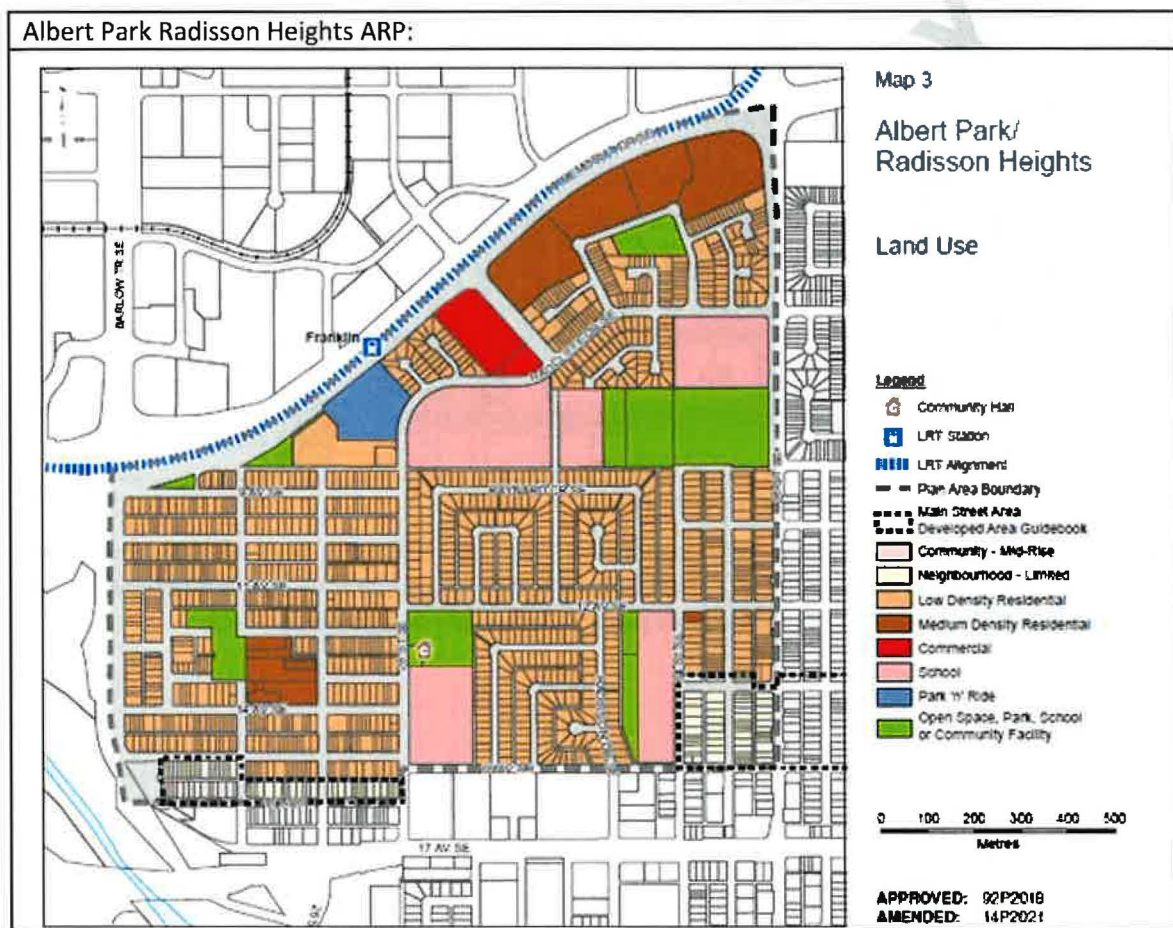 Albert Park Radisson Heights ARP:
Map 3
Albert Park/
Radisson Heights
Land Use
BARLOW TR SE
Franklin
17 AV SE
Legend
Community Hall
LRT Station
LRT Alignment
Plan Area Boundary
Main Street Area
Developed Area Guidebook
Community - Mid-Rise
Neighbourhood - Limited
Low Density Residential
Medium Density Residential
Commercial
School
Park 'n' Ride
Open Space, Park, School
or Community Facility
0 100 200 300 400 500
Metres
APPROVED: 92P2018
AMENDED: 14P2021